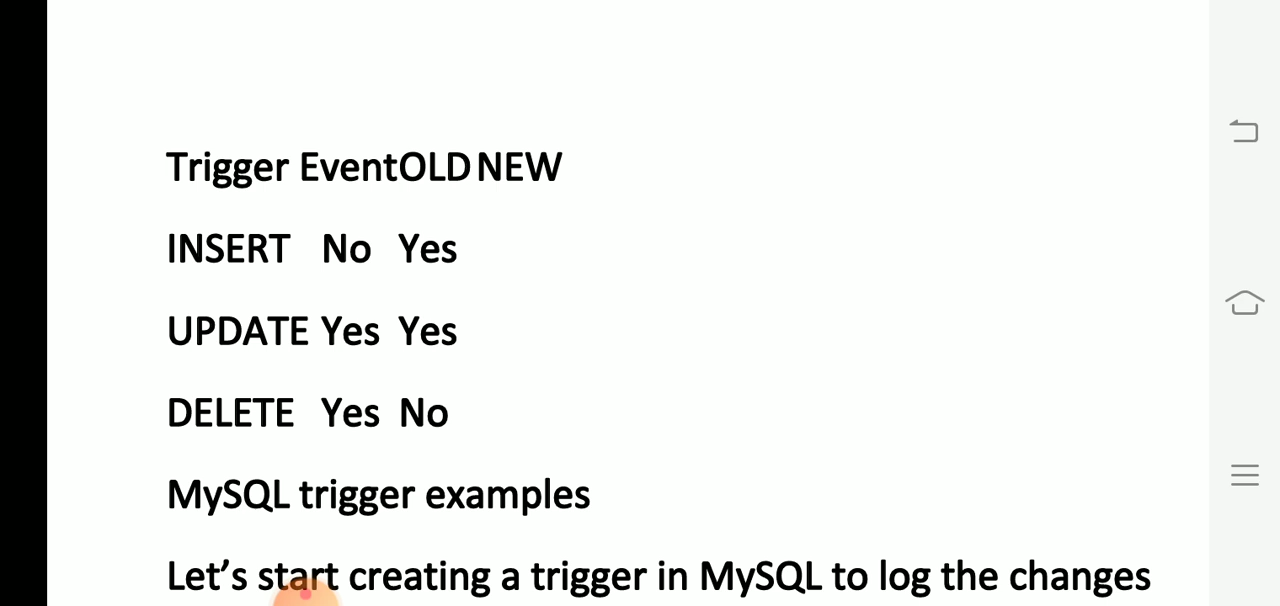 Trigger EventOLD NEW
INSERT No Yes
UPDATE Yes Yes
DELETE Yes No
MySQL trigger examples
Let’s start creating a trigger in MySQL to log the changes